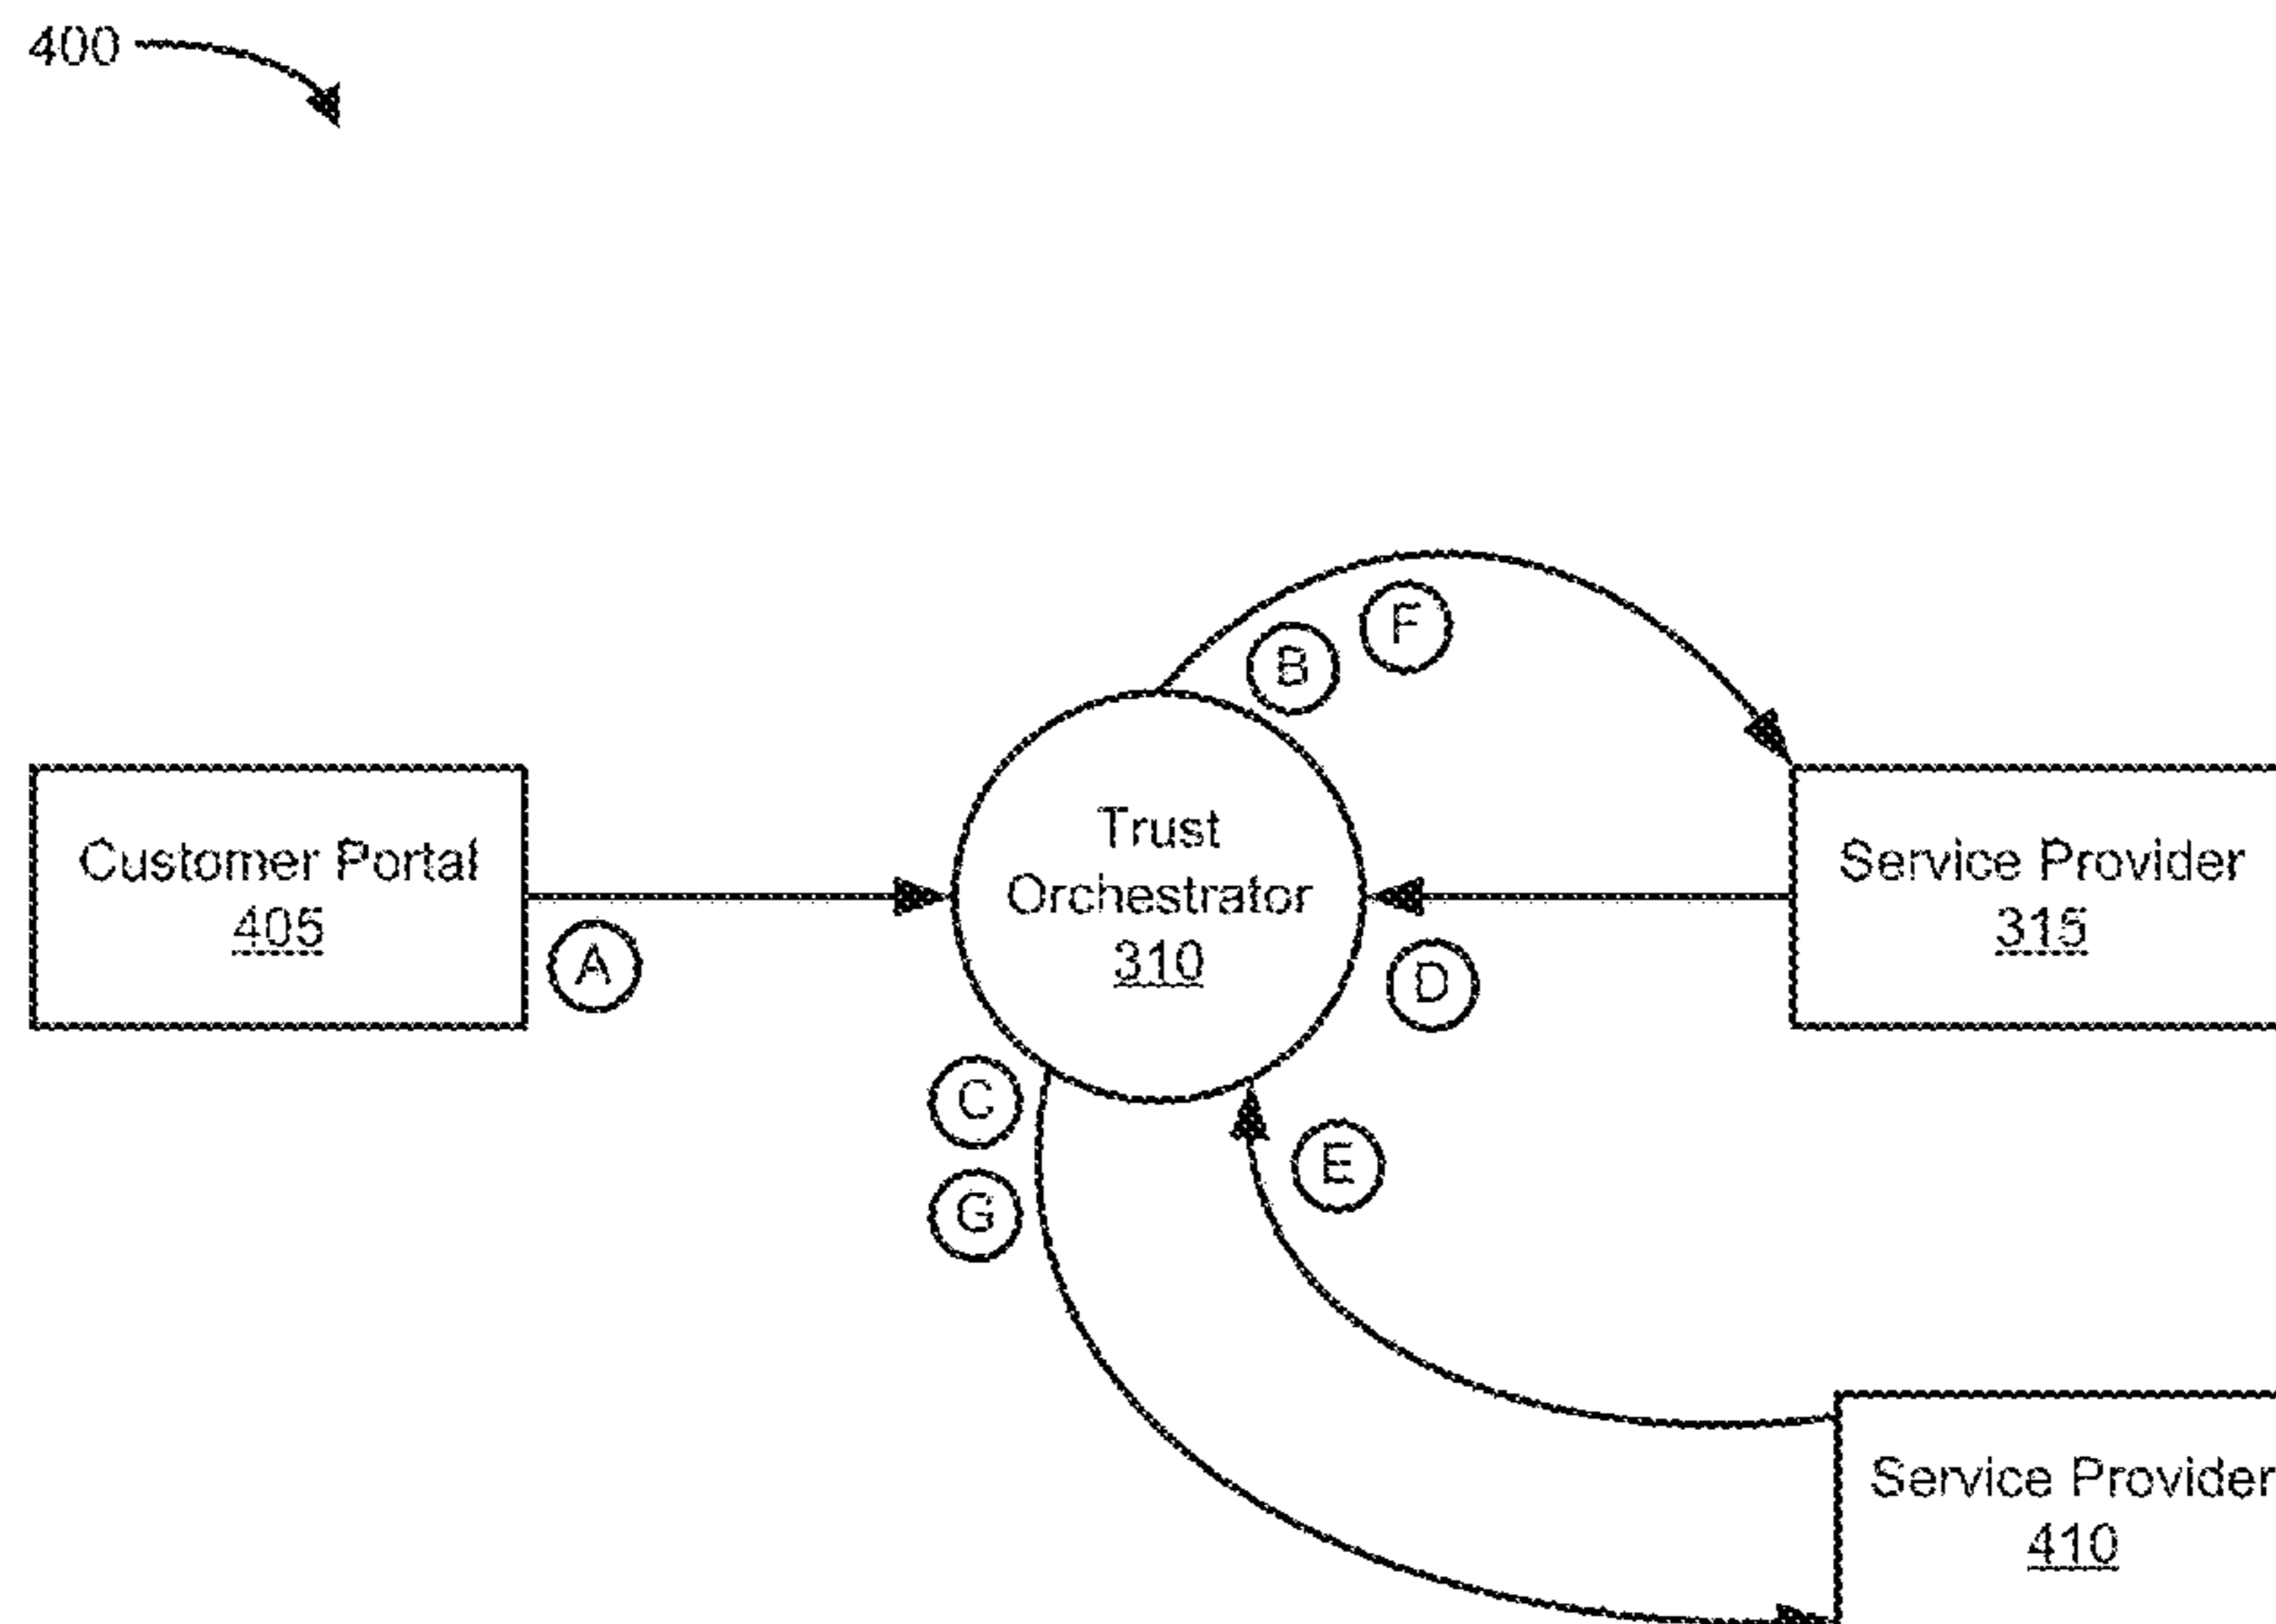 400
F
B
Trust
Orchestrator
310
Customer Portal
405
A
Service Provider
315
D
C
G
E
Service Provider
410